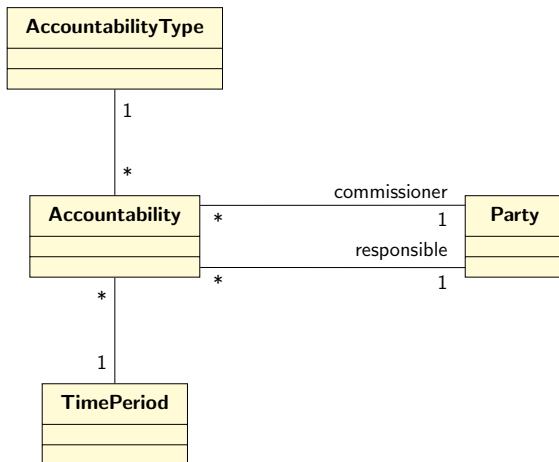 AccountabilityType
1
*
commissioner
Accountability
Party
*
1
responsible
*
1
*
1
TimePeriod